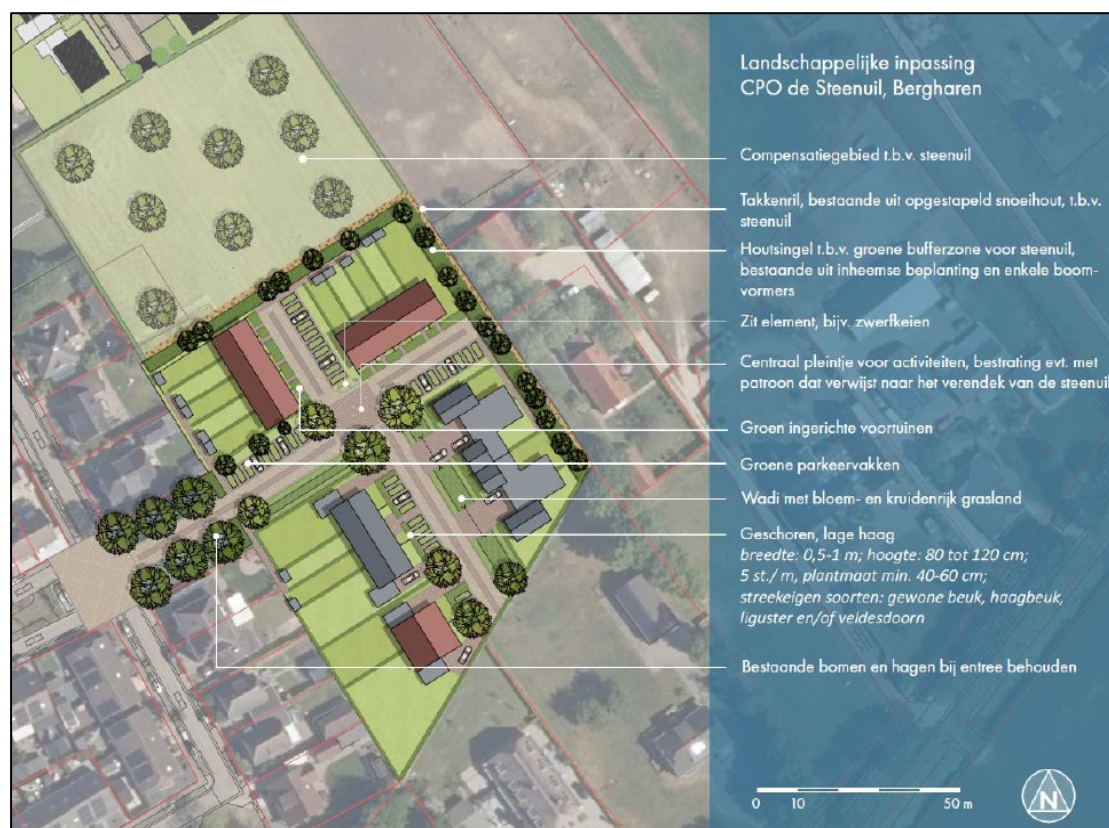 Landschappelijke inpassing
CPO de Steenuil, Bergharen
Compensatiegebied t.b.v. steenuil
Takkenril, bestaande uit opgestapeld snoeihout, t.b.v.
steenuil
Houtsingel t.b.v. groene bufferzone voor steenuil,
bestaande uit inheemse beplanting en enkele boom-
vormers
Zit element, bijv. zwerfkeien
Centraal pleintje voor activiteiten, bestrating evt. met
patroon dat verwijst naar het verendek van de steenuil
Groen ingerichte voortuinen
Groene parkeervakken
Wadi met bloem- en kruidenrijk grasland
Geschoren, lage haag
breedte: 0,5-1 m; hoogte: 80 tot 120 cm;
5 st./ m, plantmaat min. 40-60 cm;
streekeigen soorten: gewone beuk, haagbeuk,
liguster en/of veldesdoorn
Bestaande bomen en hagen bij entree behouden
0 10 50 m
N